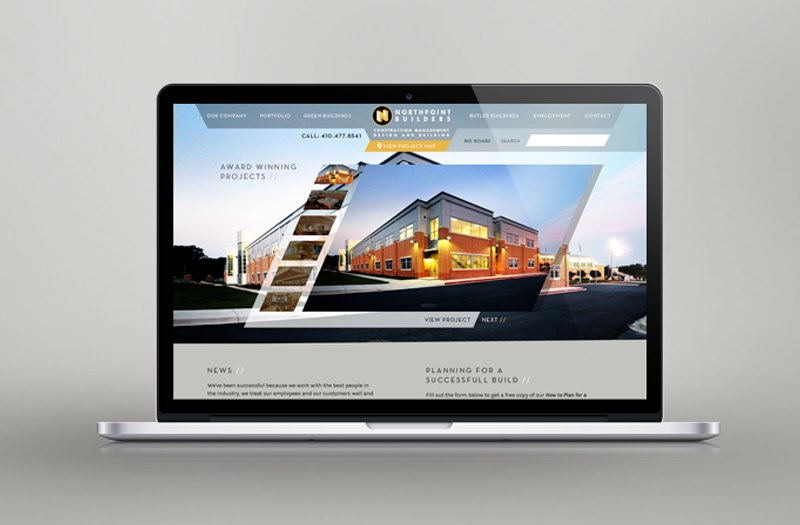 OUR COMPANY
PORTFOLIO
GREEN BUILDINGS
N NORTHPOINT
BUILDERS
CONSTRUCTION MANAGEMENT
DESIGN AND BUILDING
BUTLER BUILDINGS
EMPLOYMENT
CONTACT
CALL: 410.477.8541
VIEW PROJECT MAP
BID BOARD
SEARCH
AWARD WINNING
PROJECTS //
VIEW PROJECT
NEXT //
NEWS //
We've been successful because we work with the best people in
the industry, we treat our employees and our customers well and
PLANNING FOR A
SUCCESSFULL BUILD //
Fill out the form below to get a free copy of our How to Plan for a